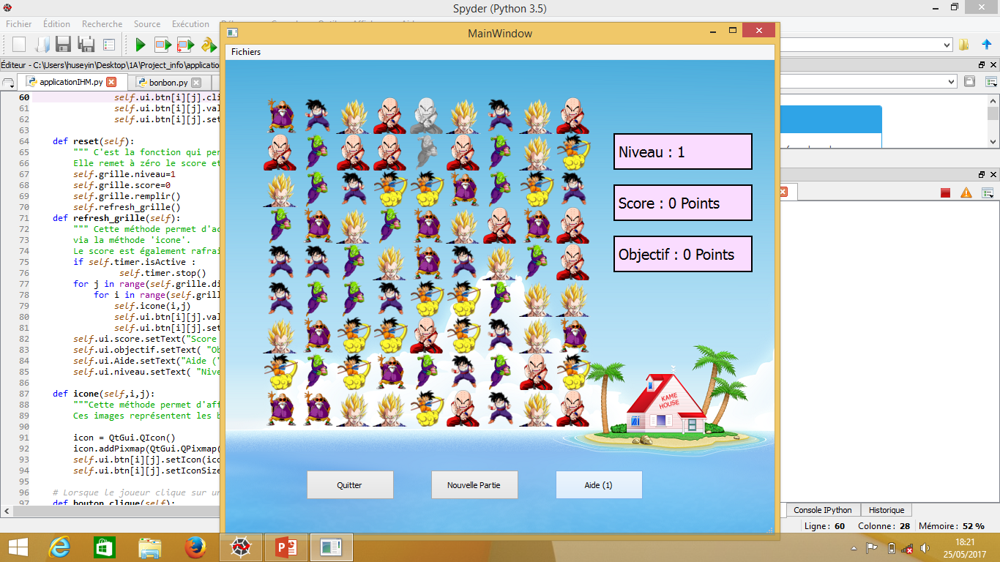 Spyder (Python 3.5)
Fichier Édition Recherche Source Exécution
MainWindow
Fichiers
Éditeur - C:\Users\huseyin\Desktop\1A\Project_info\applicatio
applicationIHM.py bonbon.py
60 self.ui.btn[i][j].cli
61 self.ui.btn[i][j].val
62 self.ui.btn[i][j].set
63
64 def reset(self):
65 """ C'est la fonction qui per
66 Elle remet à zéro le score et
67 self.grille.niveau=1
68 self.grille.score=0
69 self.grille.remplir()
70 self.refresh_grille()
71 def refresh_grille(self):
72 """ Cette méthode permet d'ac
73 via la méthode 'icone'.
74 Le score est également rafrai
75 if self.timer.isActive :
76 self.timer.stop()
77 for j in range(self.grille.di
78 for i in range(self.grill
79 self.icone(i,j)
80 self.ui.btn[i][j].val
81 self.ui.btn[i][j].set
82 self.ui.score.setText("Score
83 self.ui.objectif.setText( "Ob
84 self.ui.Aide.setText("Aide ("
85 self.ui.niveau.setText( "Nive
86
87 def icone(self,i,j):
88 """Cette méthode permet d'aff
89 Ces images représentent les b
90
91 icon = QtGui.QIcon()
92 icon.addPixmap(QtGui.QPixmap(
93 self.ui.btn[i][j].setIcon(ico
94 self.ui.btn[i][j].setIconSize
95
96 # Lorsque le joueur clique sur un
97 def bouton_clique(self):
Niveau : 1
Score : 0 Points
Objectif : 0 Points
KAME
HOUSE
Quitter Nouvelle Partie Aide (1)
Console IPython Historique
Ligne : 60 Colonne : 28 Mémoire : 52 %
18:21
25/05/2017